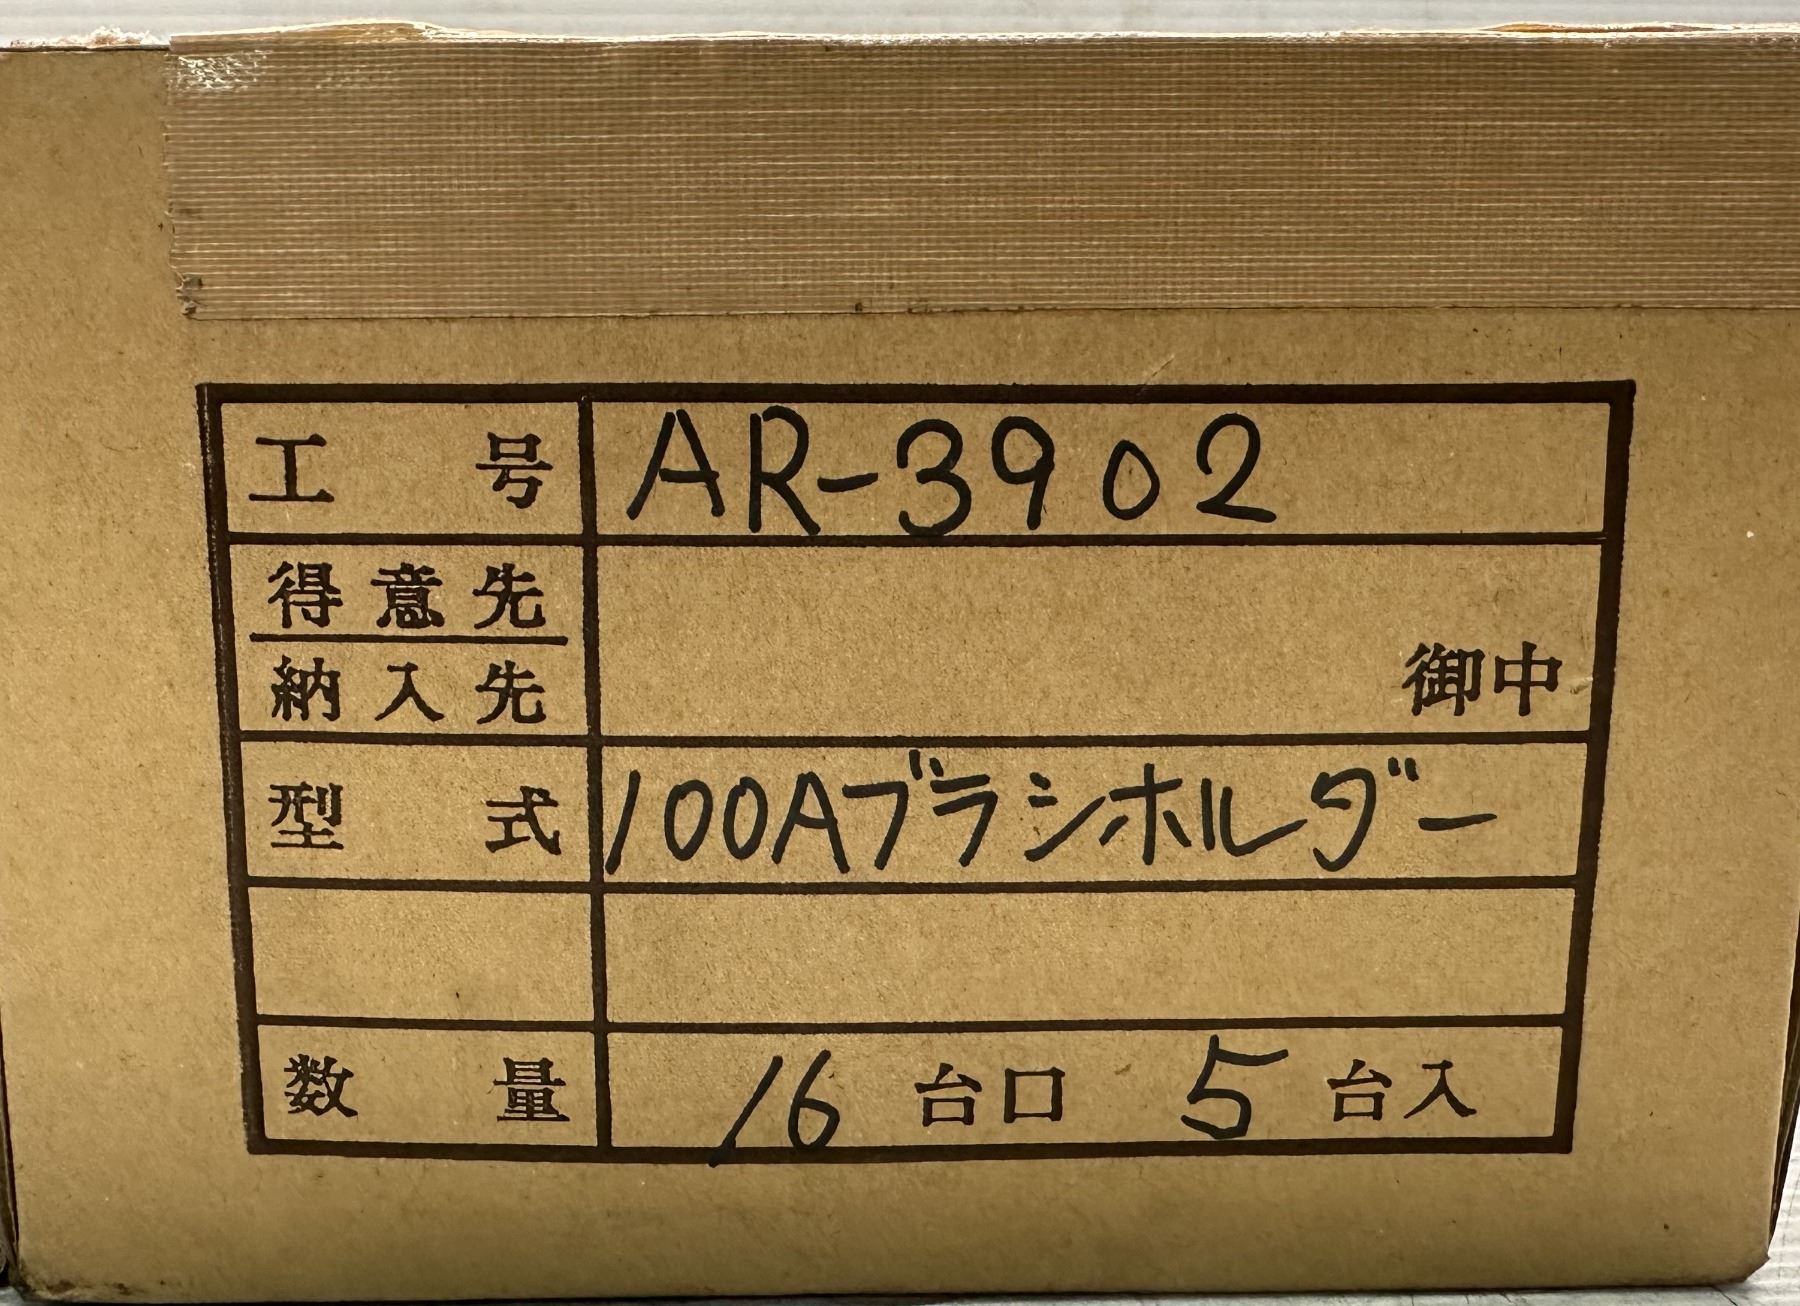 工号 AR-3902
得意先
納入先 御中
型式 100Aブラシホルダー
数量 16 台口 5 台入